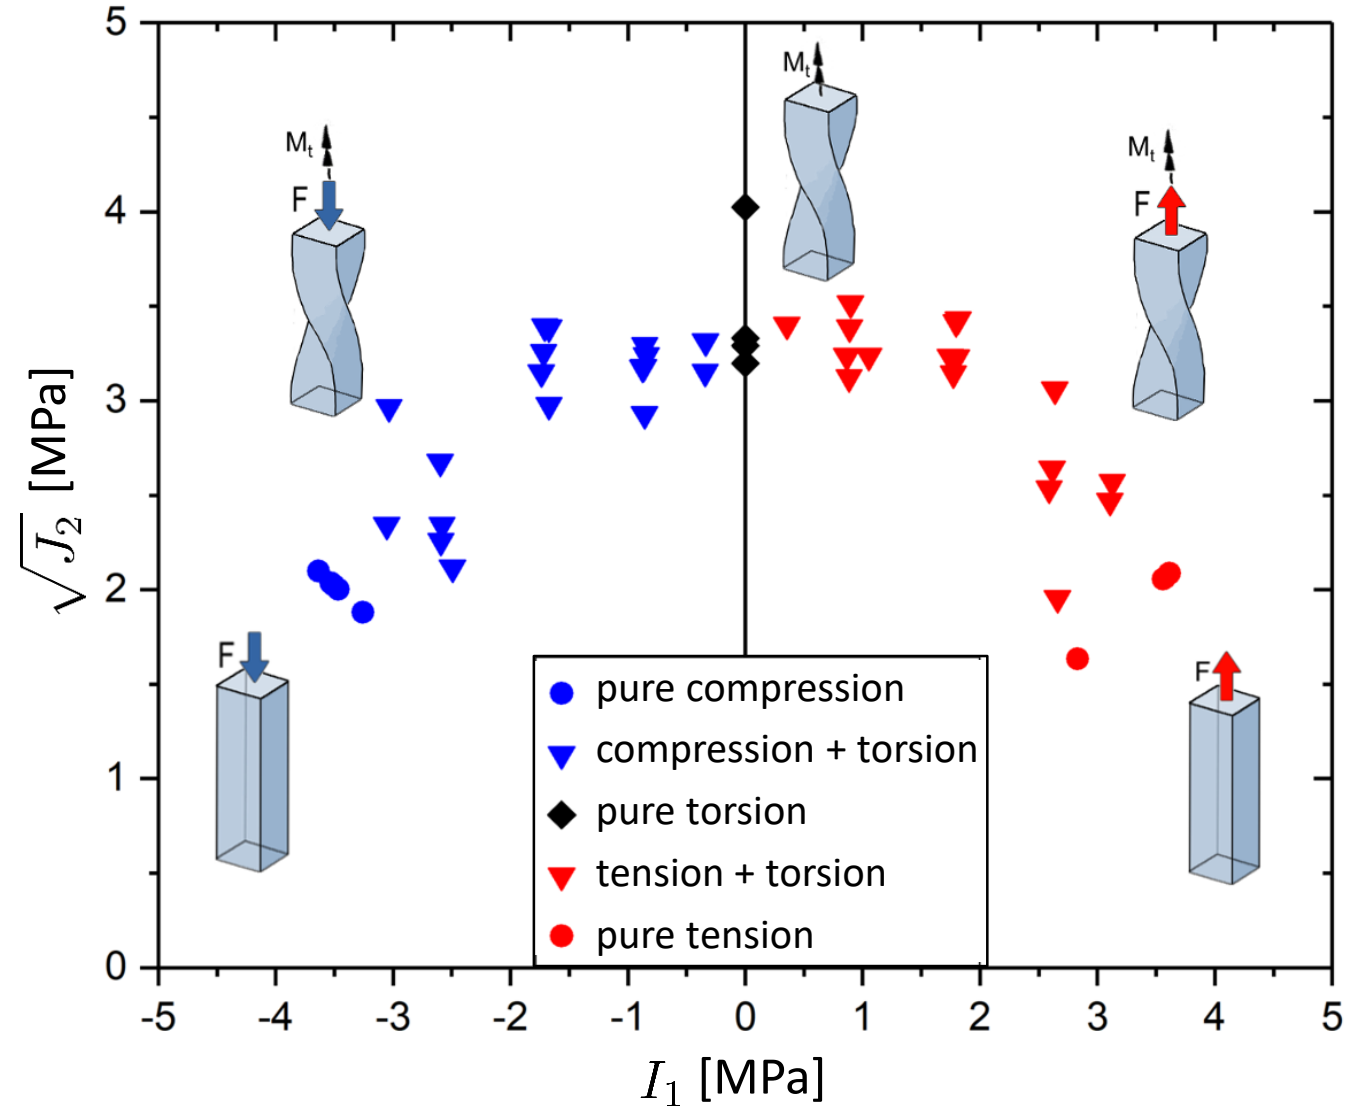 5
4
3
2
1
0
√J₂ [MPa]
Mt
F
Mt
Mt
F
F
F
pure compression
compression + torsion
pure torsion
tension + torsion
pure tension
-5 -4 -3 -2 -1 0 1 2 3 4 5
I₁ [MPa]